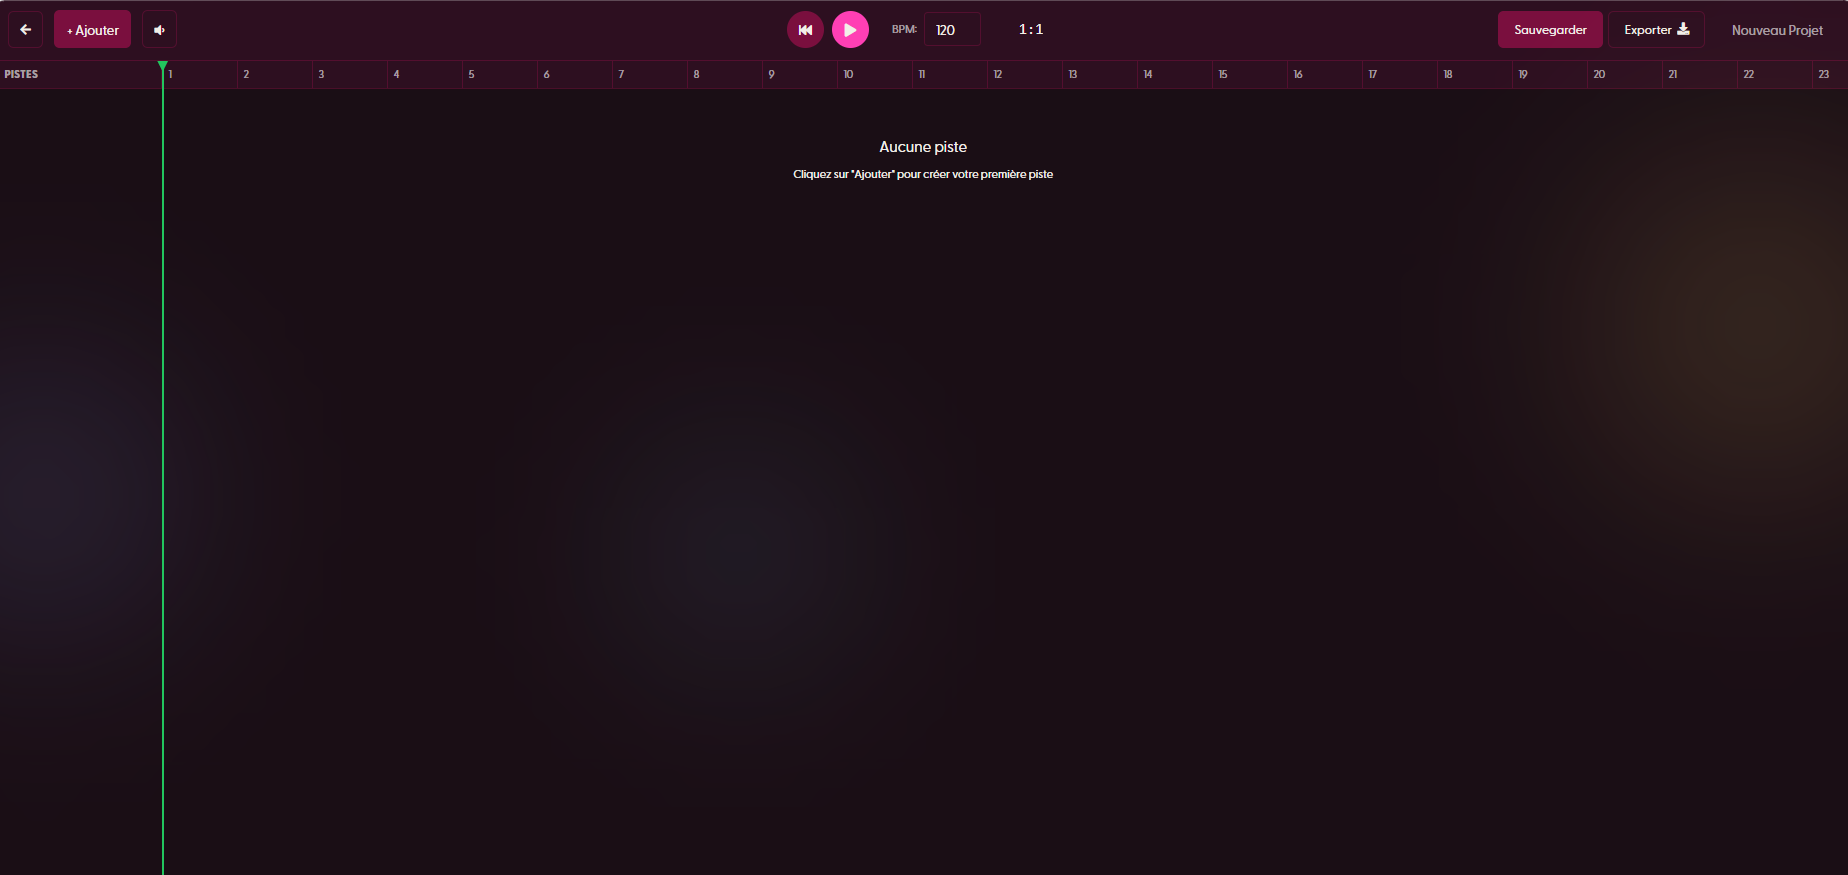 + Ajouter
BPM: 120
1:1
Sauvegarder
Exporter
Nouveau Projet
PISTES
1 2 3 4 5 6 7 8 9 10 11 12 13 14 15 16 17 18 19 20 21 22 23
Aucune piste
Cliquez sur "Ajouter" pour créer votre première piste